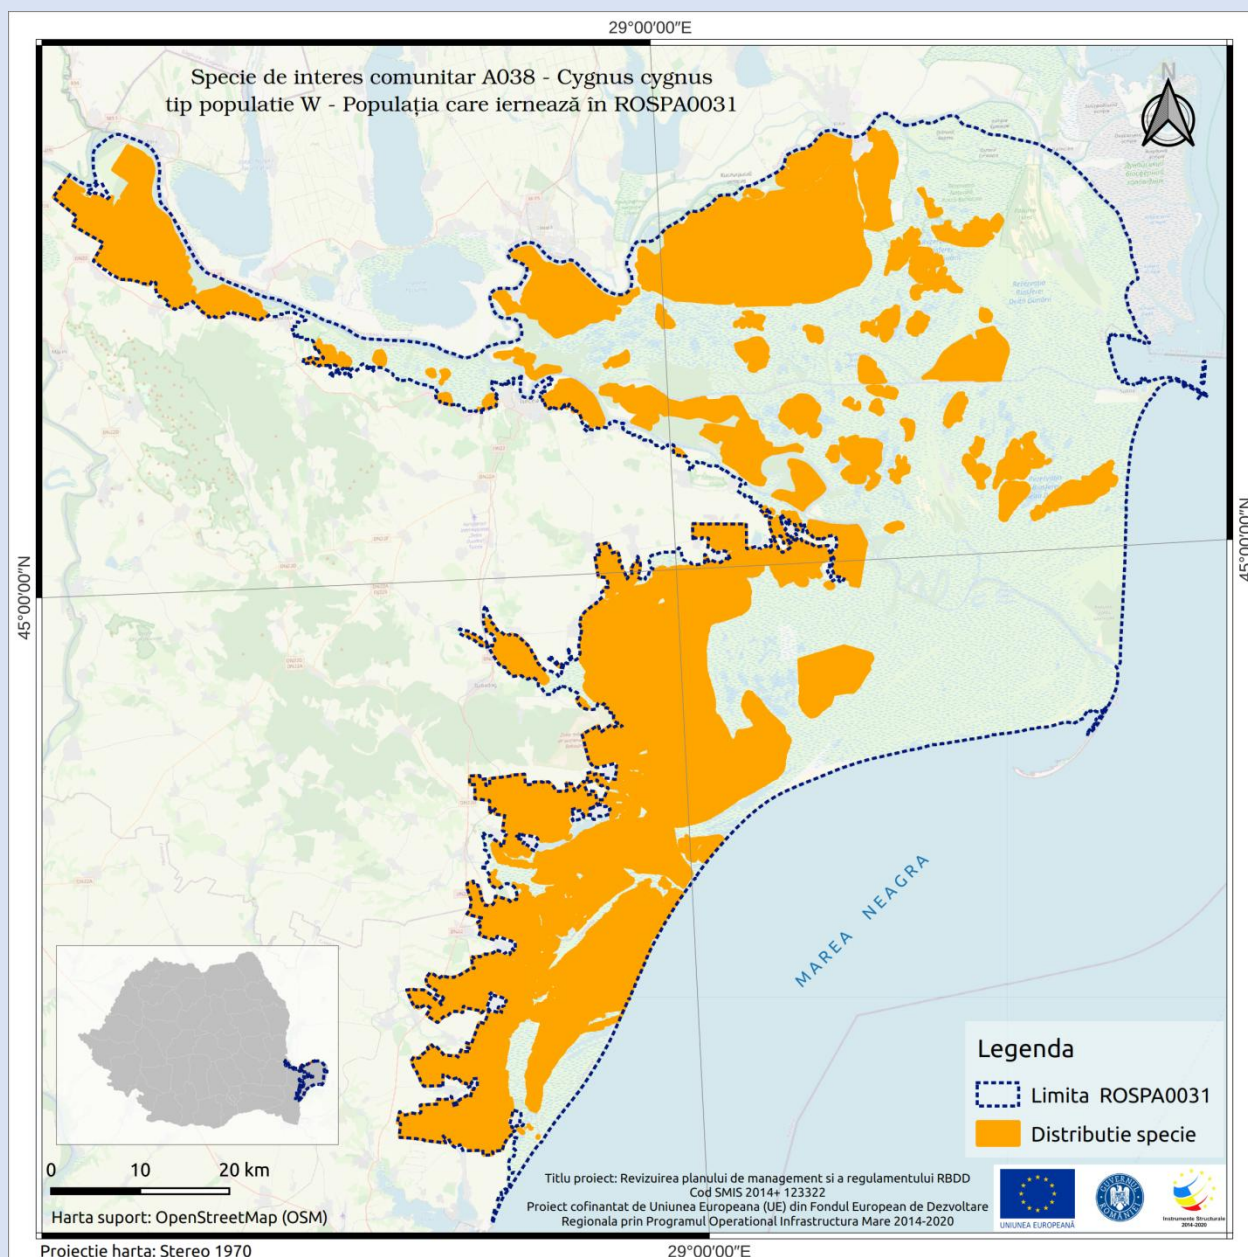 29°00′00″E
Specie de interes comunitar A038 - Cygnus cygnus
tip populatie W - Populația care iernează în ROSPA0031
N
45°00′00″N
45°00′00″N
MAREA NEAGRA
Legenda
Limita ROSPA0031
Distributie specie
0 10 20 km
Harta suport: OpenStreetMap (OSM)
Titlu proiect: Revizuirea planului de management si a regulamentului RBDD
Cod SMIS 2014+ 123322
Proiect cofinantat de Uniunea Europeana (UE) din Fondul European de Dezvoltare
Regionala prin Programul Operational Infrastructura Mare 2014-2020
UNIUNEA EUROPEANĂ
GUVERNUL ROMÂNIEI
Instrumente Structurale
2014-2020
Proiectie harta: Stereo 1970
29°00′00″E